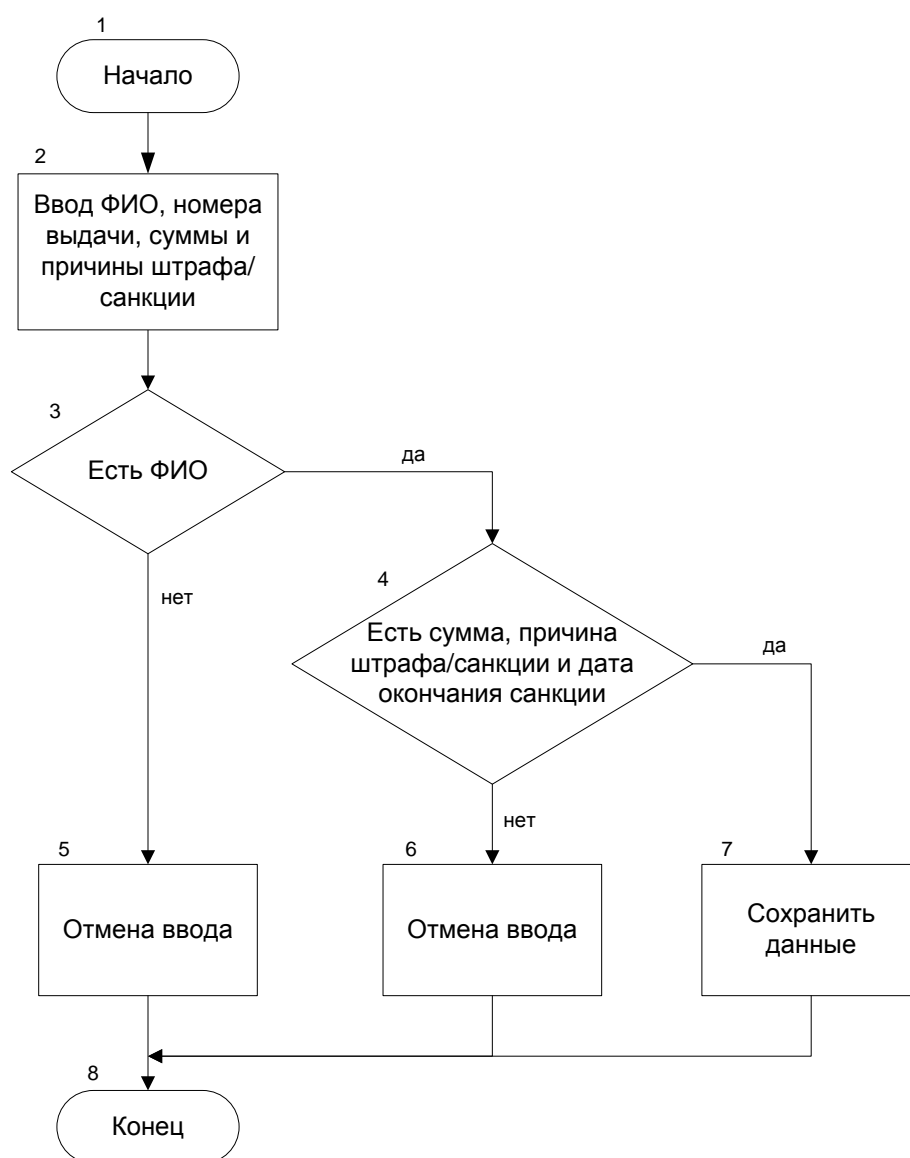 1
Начало
2
Ввод ФИО, номера
выдачи, суммы и
причины штрафа/
санкции
3
Есть ФИО
да
нет
4
Есть сумма, причина
штрафа/санкции и дата
окончания санкции
да
нет
5
Отмена ввода
6
Отмена ввода
7
Сохранить
данные
8
Конец